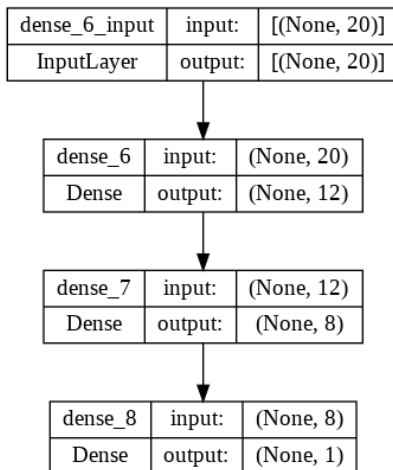 dense_6_input input: [(None, 20)]
InputLayer output: [(None, 20)]
dense_6 input: (None, 20)
Dense output: (None, 12)
dense_7 input: (None, 12)
Dense output: (None, 8)
dense_8 input: (None, 8)
Dense output: (None, 1)